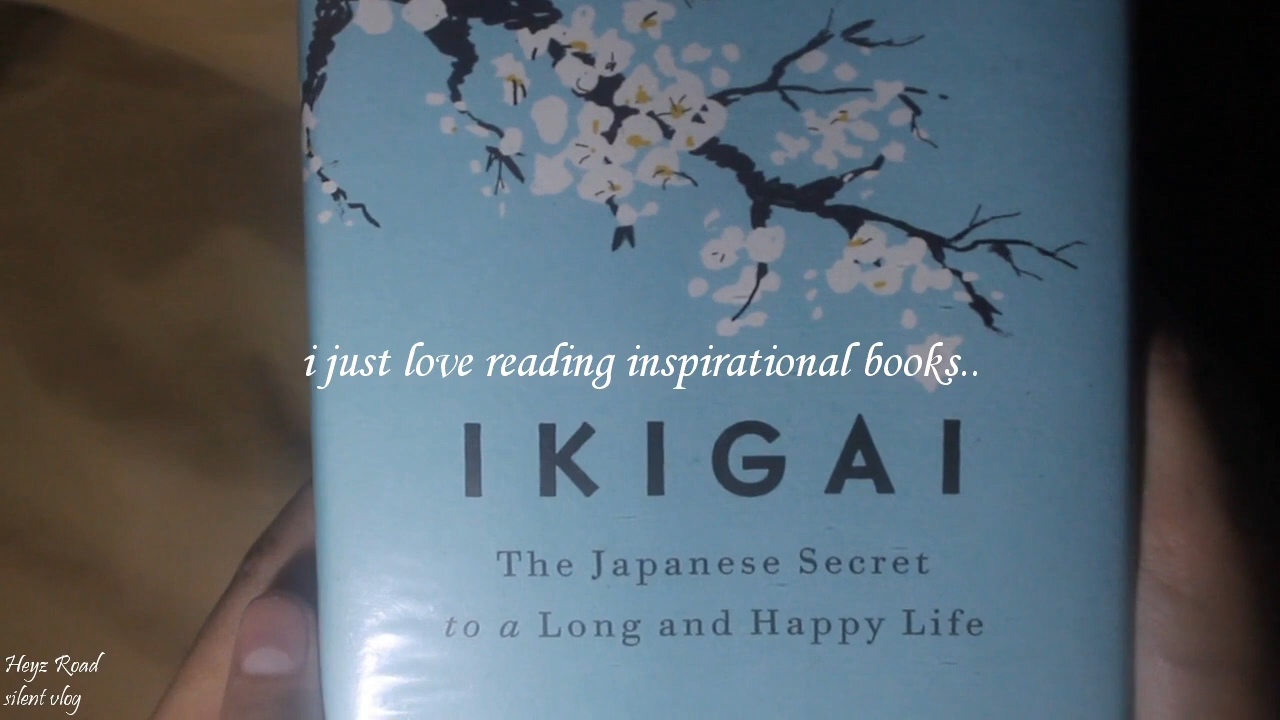 i just love reading inspirational books..
IKIGAI
The Japanese Secret
to a Long and Happy Life
Heyz Road
silent vlog